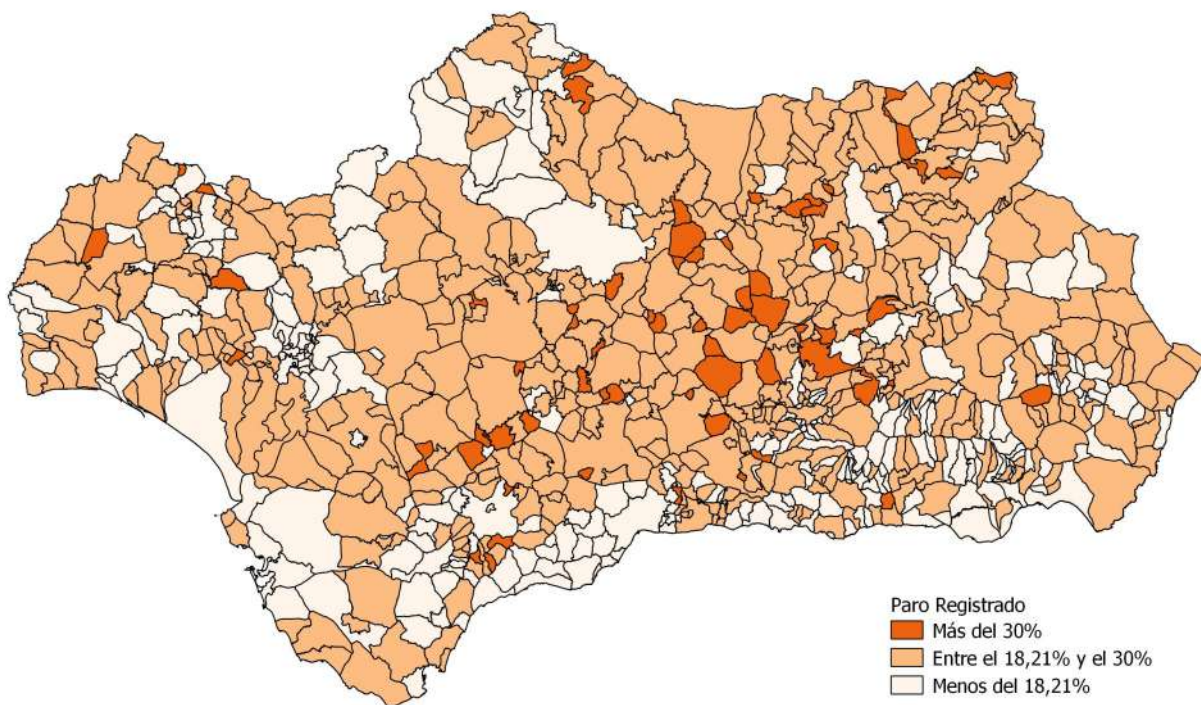 Paro Registrado
Más del 30%
Entre el 18,21% y el 30%
Menos del 18,21%